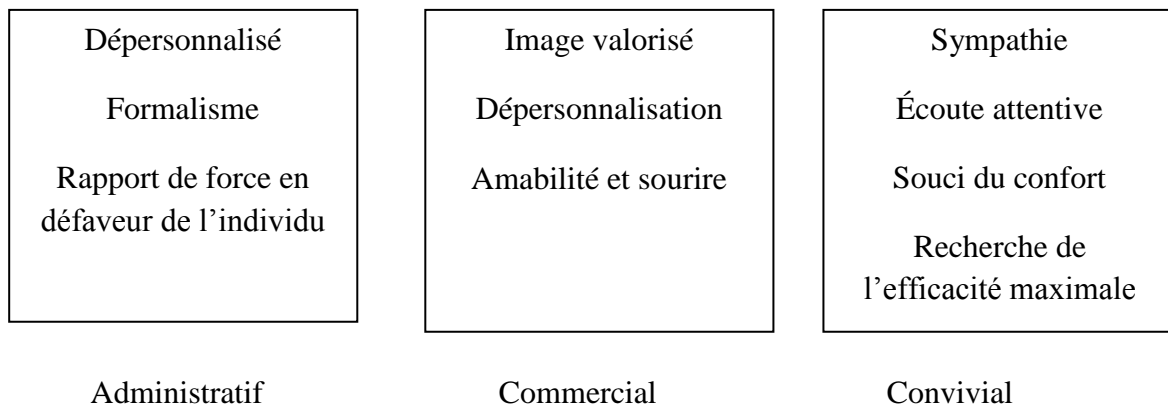 Dépersonnalisé
Formalisme
Rapport de force en
défaveur de l’individu
Image valorisé
Dépersonnalisation
Amabilité et sourire
Sympathie
Écoute attentive
Souci du confort
Recherche de
l’efficacité maximale
Administratif
Commercial
Convivial